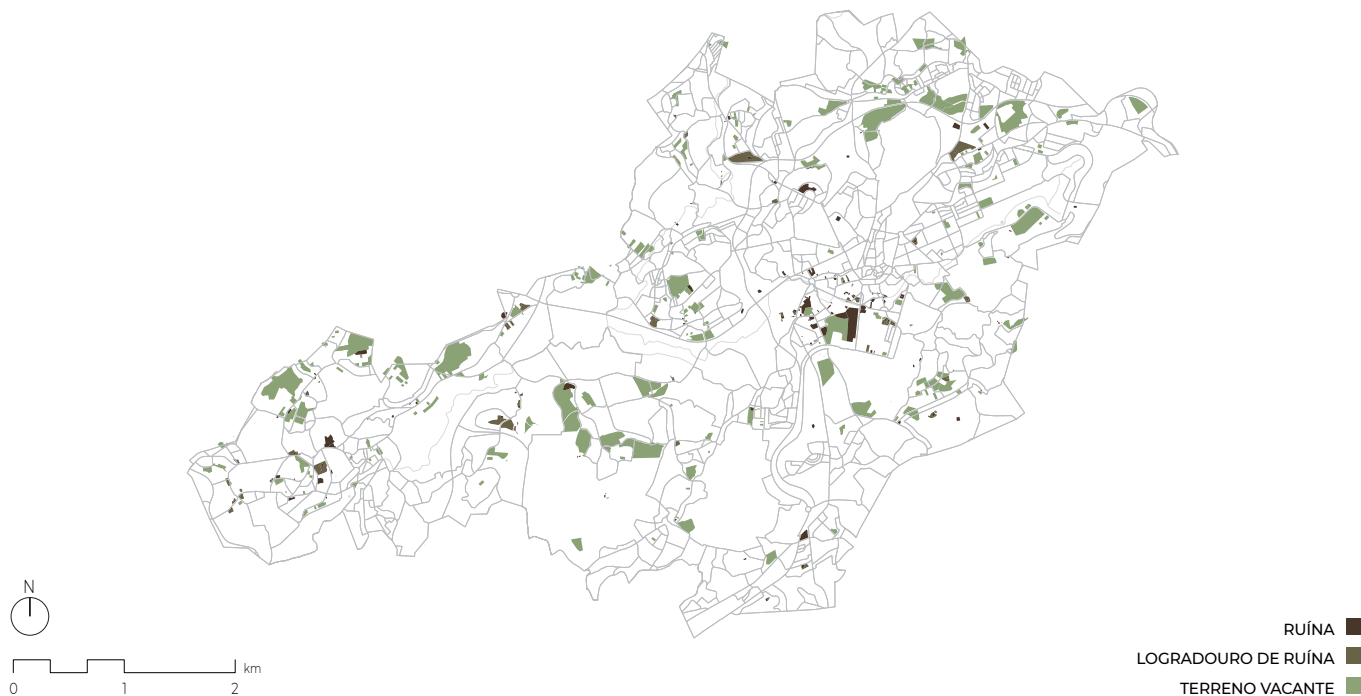 N
km
0 1 2
RUÍNA
LOGRADOURO DE RUÍNA
TERRENO VACANTE